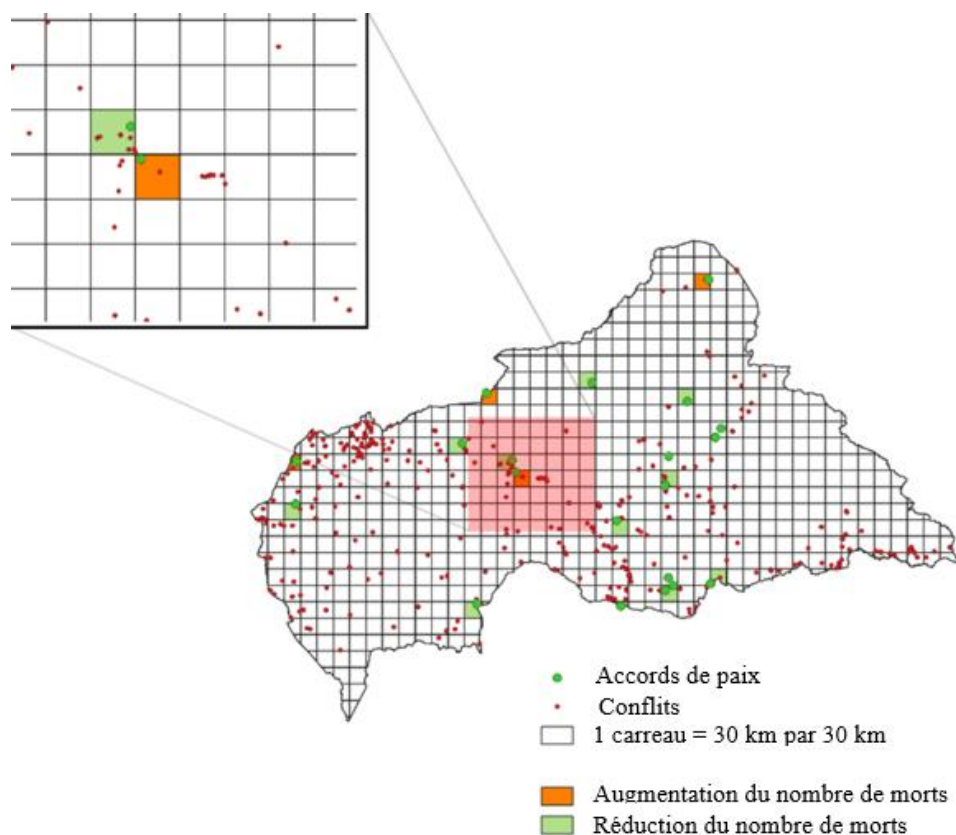 Accords de paix
Conflits
1 carreau = 30 km par 30 km
Augmentation du nombre de morts
Réduction du nombre de morts